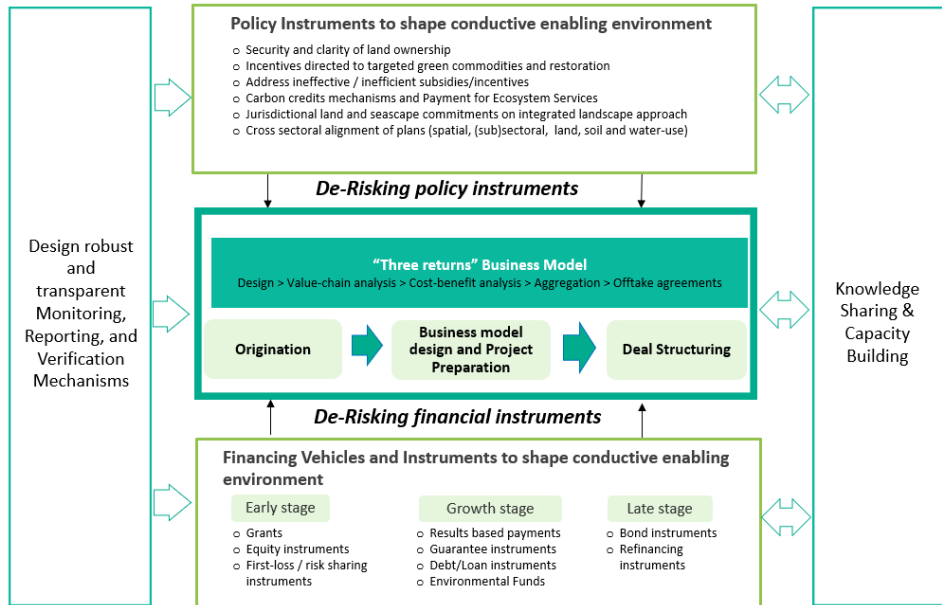 Policy Instruments to shape conductive enabling environment
o Security and clarity of land ownership
o Incentives directed to targeted green commodities and restoration
o Address ineffective / inefficient subsidies/incentives
o Carbon credits mechanisms and Payment for Ecosystem Services
o Jurisdictional land and seascape commitments on integrated landscape approach
o Cross sectoral alignment of plans (spatial, (sub)sectoral, land, soil and water-use)
De-Risking policy instruments
Design robust
and
transparent
Monitoring,
Reporting, and
Verification
Mechanisms
“Three returns” Business Model
Design > Value-chain analysis > Cost-benefit analysis > Aggregation > Offtake agreements
Origination
Business model
design and Project
Preparation
Deal Structuring
Knowledge
Sharing &
Capacity
Building
De-Risking financial instruments
Financing Vehicles and Instruments to shape conductive enabling
environment
Early stage
o Grants
o Equity instruments
o First-loss / risk sharing
instruments
Growth stage
o Results based payments
o Guarantee instruments
o Debt/Loan instruments
o Environmental Funds
Late stage
o Bond instruments
o Refinancing
instruments